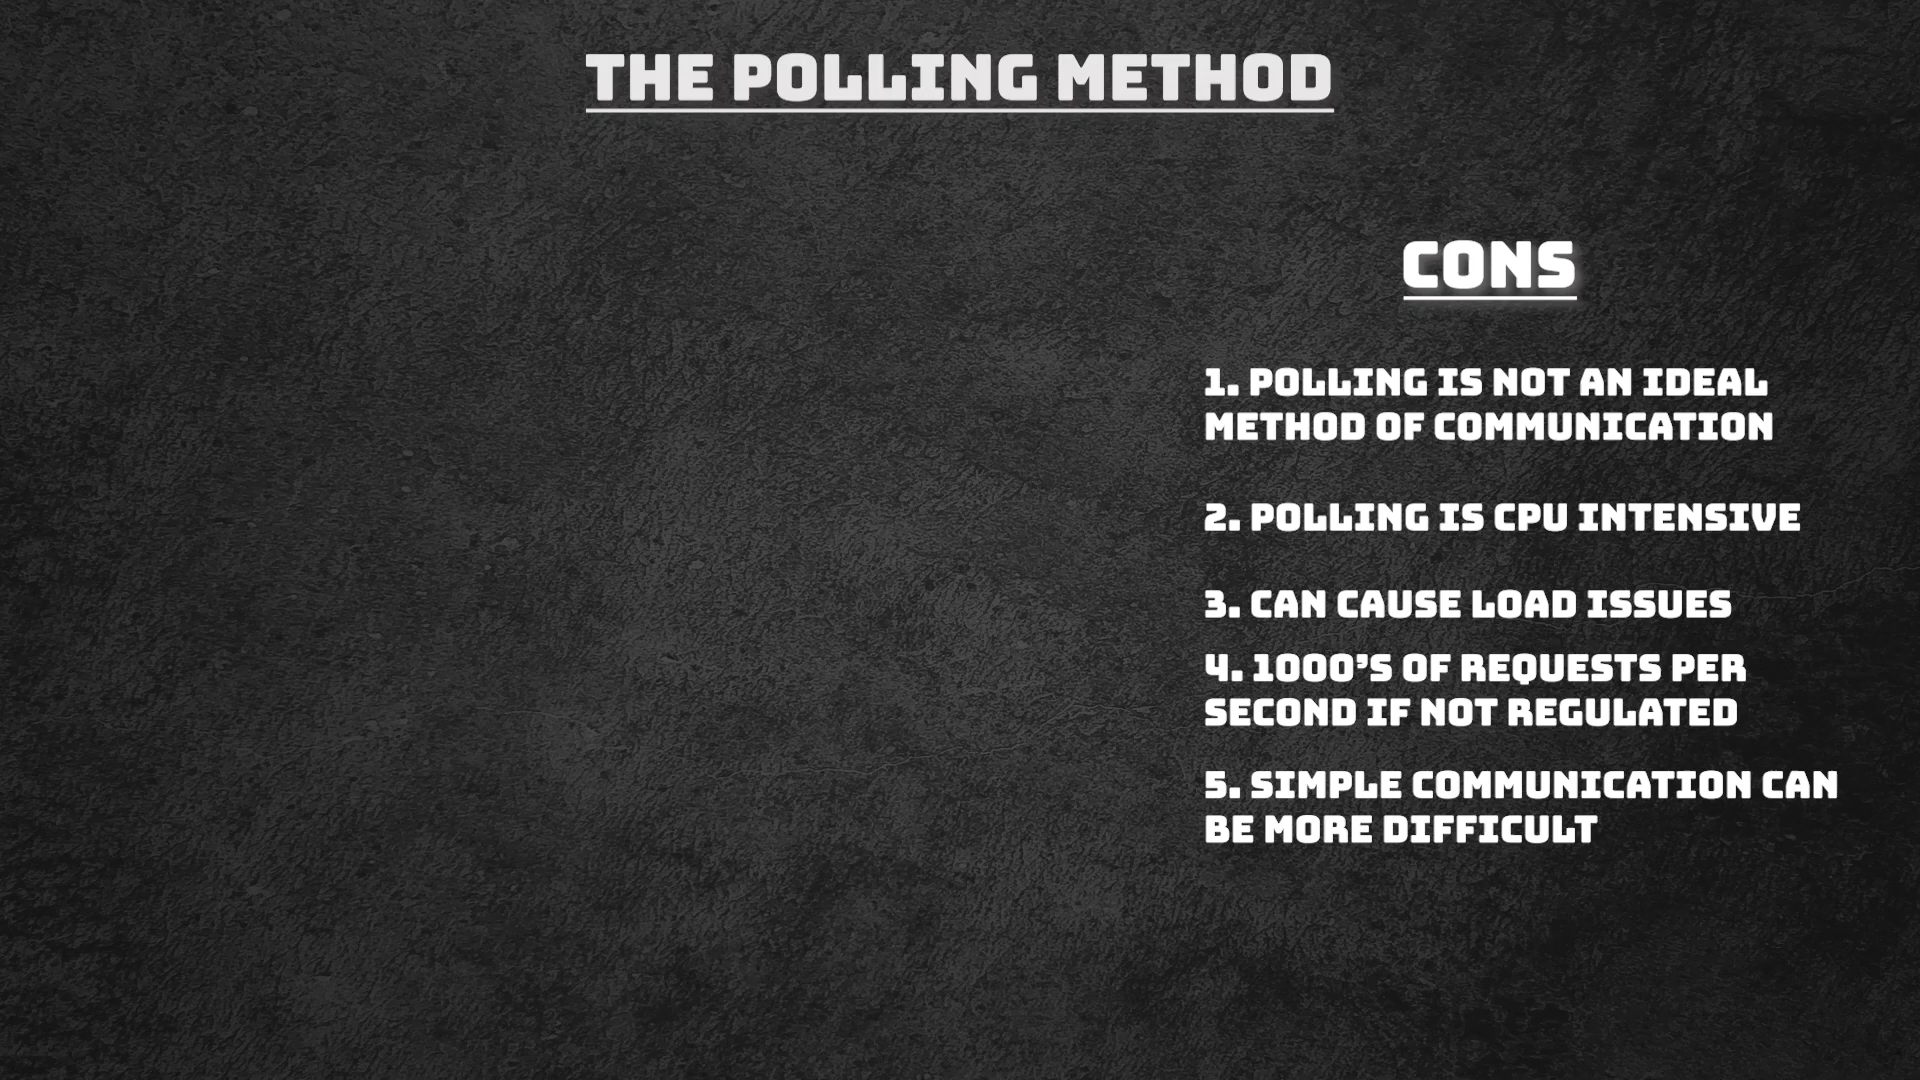 THE POLLING METHOD
CONS
1. POLLING IS NOT AN IDEAL
METHOD OF COMMUNICATION
2. POLLING IS CPU INTENSIVE
3. CAN CAUSE LOAD ISSUES
4. 1000’S OF REQUESTS PER
SECOND IF NOT REGULATED
5. SIMPLE COMMUNICATION CAN
BE MORE DIFFICULT